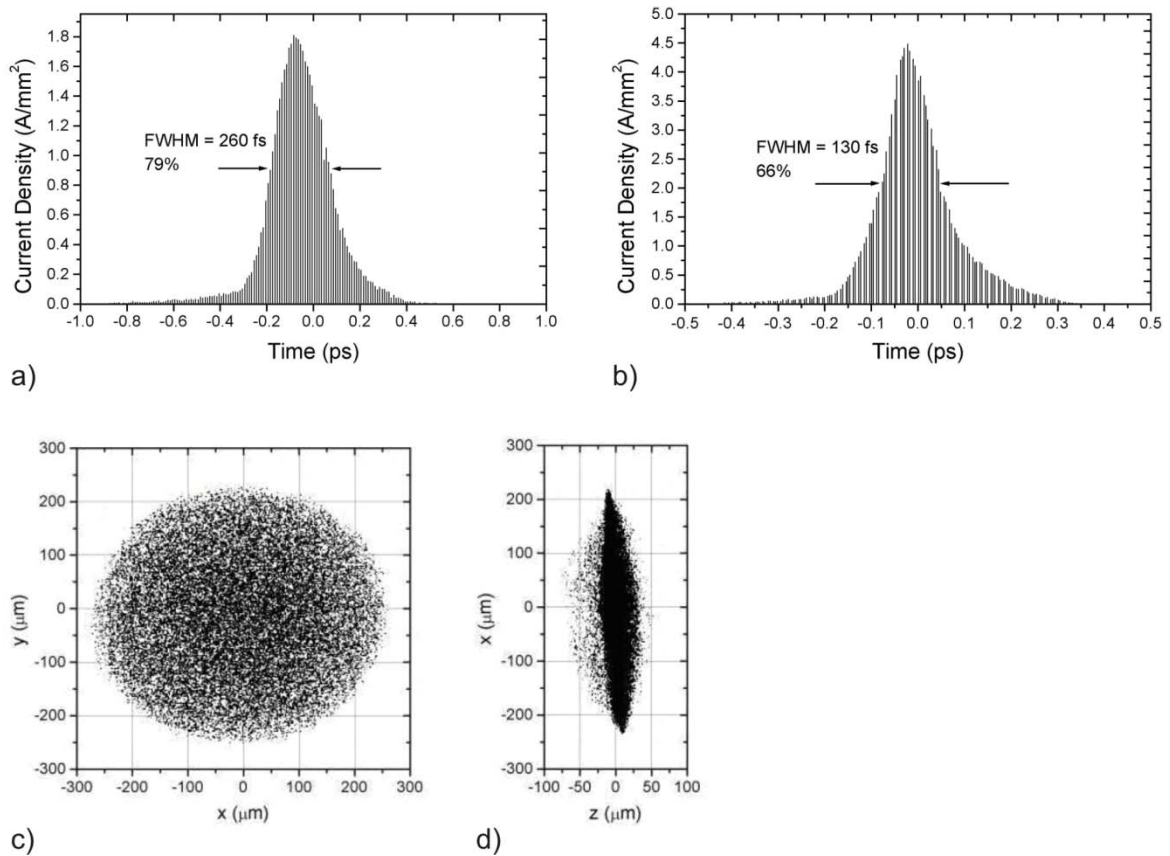 1.8
1.6
1.4
1.2
1.0
0.8
0.6
0.4
0.2
0.0
Current Density (A/mm²)
FWHM = 260 fs
79%
-1.0 -0.8 -0.6 -0.4 -0.2 0.0 0.2 0.4 0.6 0.8 1.0
Time (ps)
a)
5.0
4.5
4.0
3.5
3.0
2.5
2.0
1.5
1.0
0.5
0.0
Current Density (A/mm²)
FWHM = 130 fs
66%
-0.5 -0.4 -0.3 -0.2 -0.1 0.0 0.1 0.2 0.3 0.4 0.5
Time (ps)
b)
300
200
100
0
-100
-200
-300
y (μm)
-300 -200 -100 0 100 200 300
x (μm)
c)
300
200
100
0
-100
-200
-300
x (μm)
-100 -50 0 50 100
z (μm)
d)